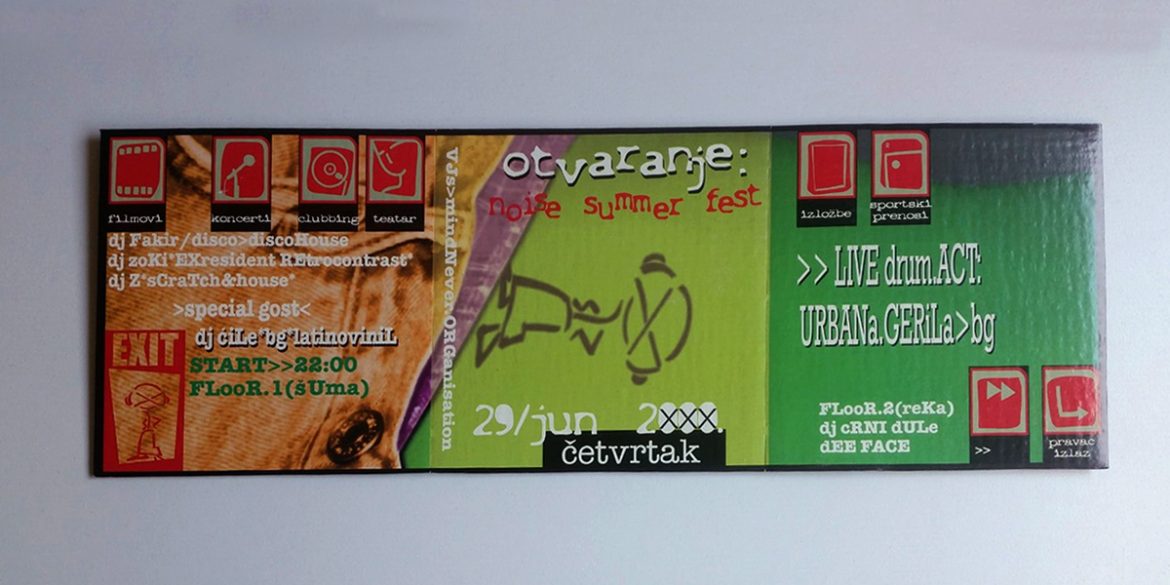 filmovi
koncerti
clubbing
teatar
dj Fakir/disco>discoHouse
dj zoKi*EXresident REtrocontrast*
dj Z*sCraTch&house*
>special gost<
dj ćiLe*bg*latinoviniL
EXIT
START>>22:00
FLooR.1(šUma)
VJs>mindNever.ORGanisation
otvaranje:
noise summer fest
29/jun 2000.
četvrtak
izložbe
sportski
prenosi
>> LIVE drum.ACT:
URBANa.GERiLa>bg
FLooR.2(reKa)
dj cRNI dULe
dEE FACE
>>
pravac
izlaz